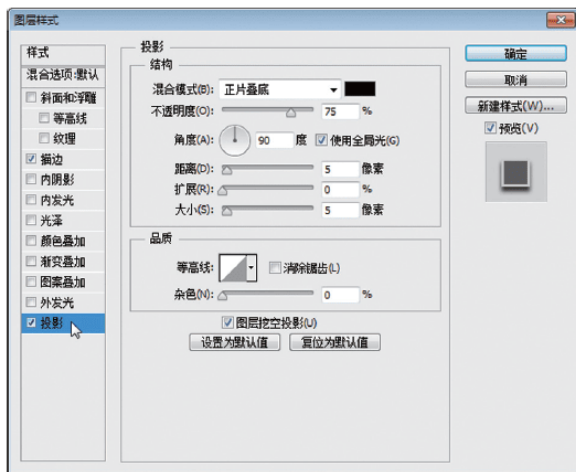 图层样式
样式
混合选项:默认
斜面和浮雕
等高线
纹理
描边
内阴影
内发光
光泽
颜色叠加
渐变叠加
图案叠加
外发光
投影
投影
结构
混合模式(B): 正片叠底
不透明度(O): 75 %
角度(A): 90 度 使用全局光(G)
距离(D): 5 像素
扩展(R): 0 %
大小(S): 5 像素
品质
等高线: 消除锯齿(L)
杂色(N): 0 %
图层挖空投影(U)
设置为默认值 复位为默认值
确定
取消
新建样式(W)...
预览(V)